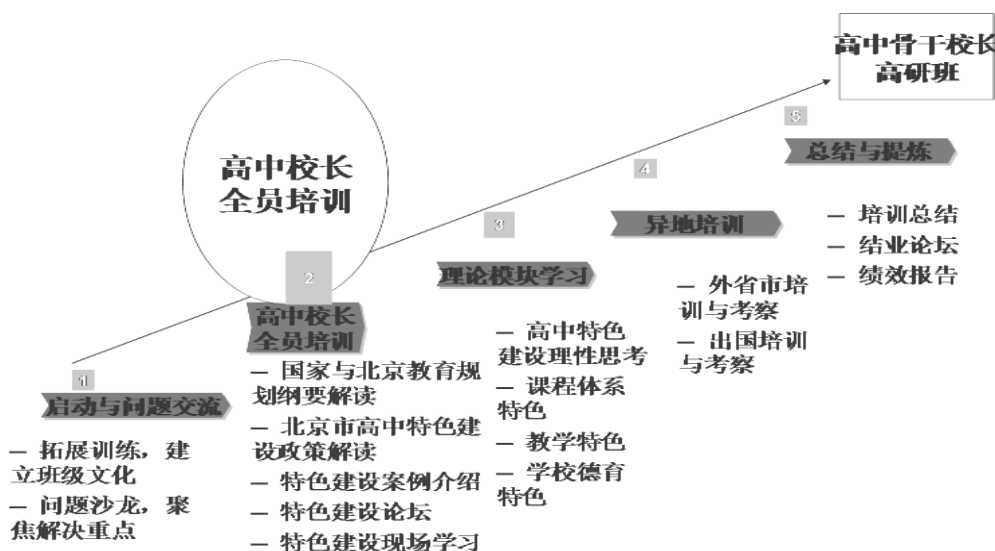 高中骨干校长
高研班
高中校长
全员培训
1
启动与问题交流
— 拓展训练，建
立班级文化
— 问题沙龙，聚
焦解决重点
2
高中校长
全员培训
— 国家与北京教育规
划纲要解读
— 北京市高中特色建
设政策解读
— 特色建设案例介绍
— 特色建设论坛
— 特色建设现场学习
3
理论模块学习
— 高中特色
建设理性思考
— 课程体系
特色
— 教学特色
— 学校德育
特色
4
异地培训
— 外省市培
训与考察
— 出国培训
与考察
5
总结与提炼
— 培训总结
— 结业论坛
— 绩效报告